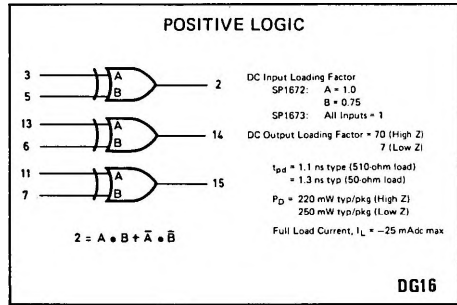 POSITIVE LOGIC
3
A
5
B
2
13
A
6
B
14
11
A
7
B
15
2 = A • B + A̅ • B̅
DC Input Loading Factor
SP1672: A = 1.0
B = 0.75
SP1673: All Inputs = 1
DC Output Loading Factor = 70 (High Z)
7 (Low Z)
tpd = 1.1 ns type (510-ohm load)
= 1.3 ns typ (50-ohm load)
PD = 220 mW typ/pkg (High Z)
250 mW typ/pkg (Low Z)
Full Load Current, IL = −25 mAdc max
DG16